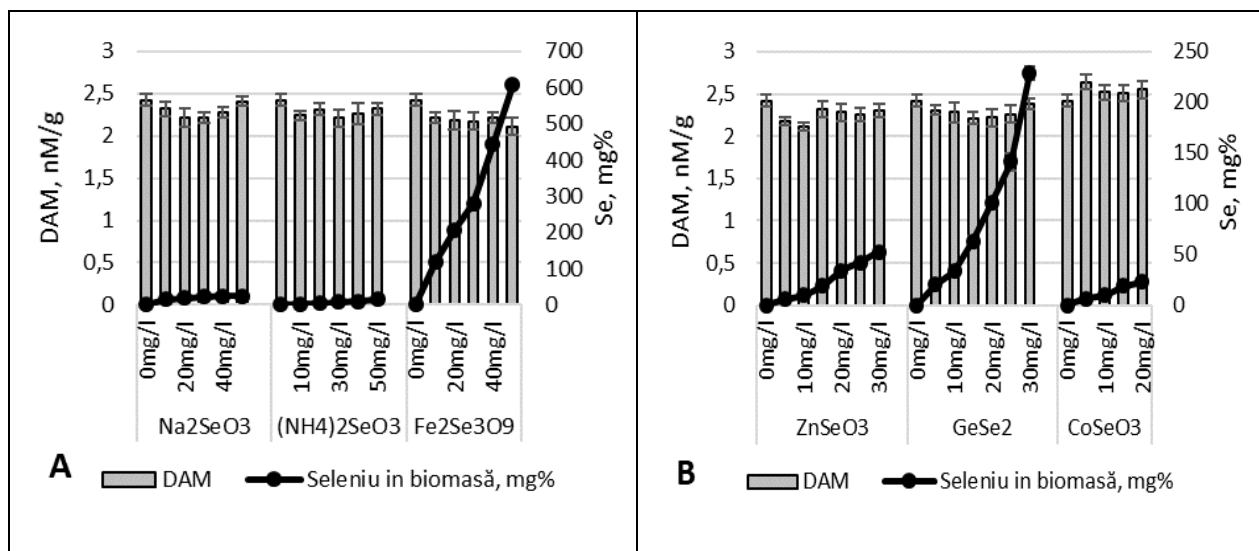 DAM, nM/g
3
2,5
2
1,5
1
0,5
0
700
600
500
400
300
200
100
0
Se, mg%
0mg/l
20mg/l
40mg/l
10mg/l
30mg/l
50mg/l
0mg/l
20mg/l
40mg/l
Na2SeO3
(NH4)2SeO3
Fe2Se3O9
A
DAM
Seleniu in biomasă, mg%
DAM, nM/g
3
2,5
2
1,5
1
0,5
0
250
200
150
100
50
0
Se, mg%
0mg/l
10mg/l
20mg/l
30mg/l
0mg/l
10mg/l
20mg/l
30mg/l
0mg/l
10mg/l
20mg/l
ZnSeO3
GeSe2
CoSeO3
B
DAM
Seleniu in biomasă, mg%